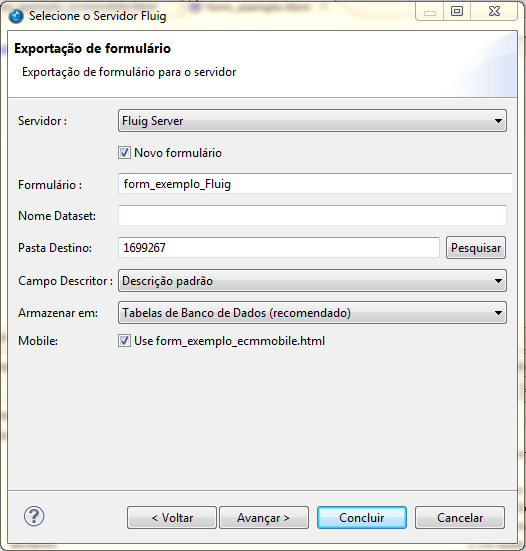 Selecione o Servidor Fluig
Exportação de formulário
Exportação de formulário para o servidor
Servidor :
Fluig Server
Novo formulário
Formulário :
form_exemplo_Fluig
Nome Dataset:
Pasta Destino:
1699267
Pesquisar
Campo Descritor :
Descrição padrão
Armazenar em:
Tabelas de Banco de Dados (recomendado)
Mobile:
Use form_exemplo_ecmmobile.html
?
< Voltar
Avançar >
Concluir
Cancelar